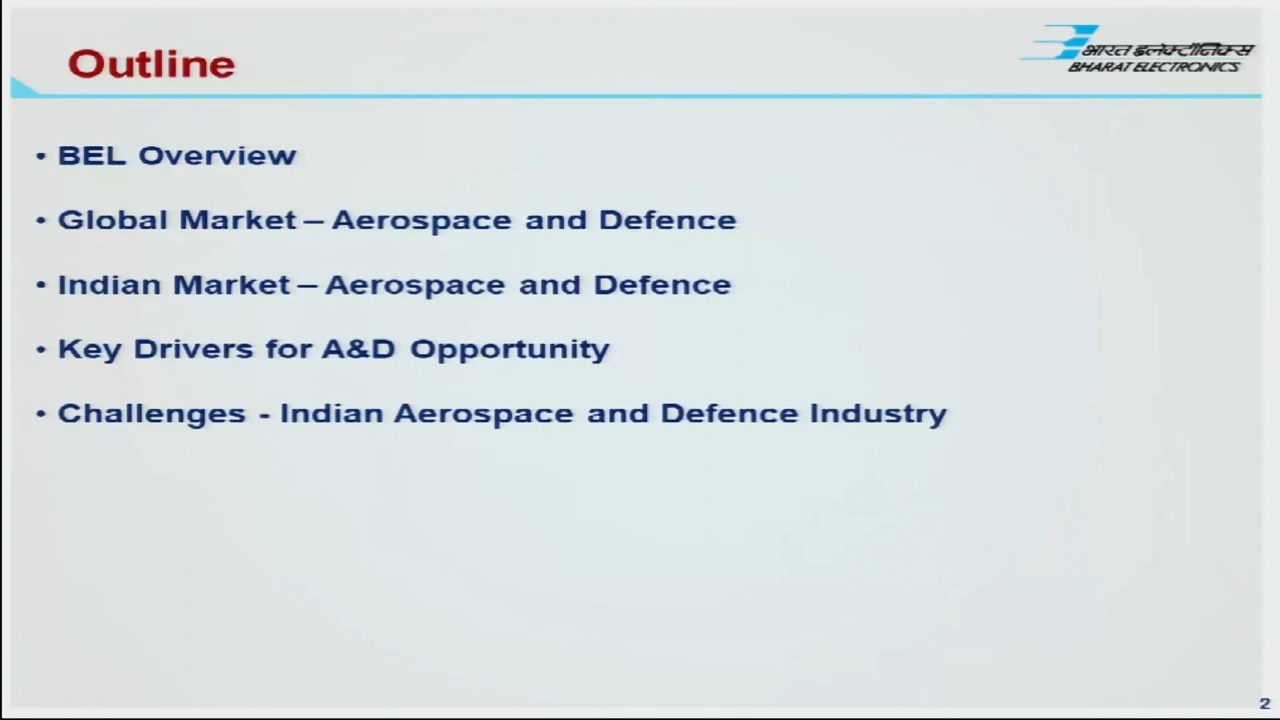 Outline
भारत इलेक्ट्रॉनिक्स
BHARAT ELECTRONICS
• BEL Overview
• Global Market – Aerospace and Defence
• Indian Market – Aerospace and Defence
• Key Drivers for A&D Opportunity
• Challenges - Indian Aerospace and Defence Industry
2